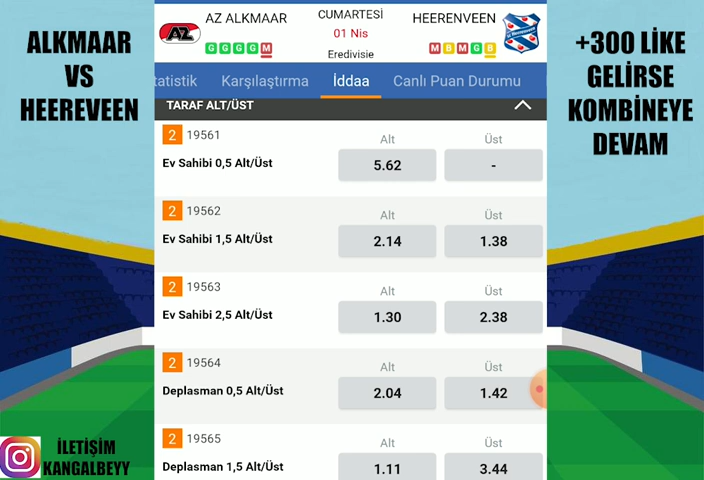 ALKMAAR
VS
HEEREVEEN
AZ
AZ ALKMAAR
G G G G M
CUMARTESİ
01 Nis
Eredivisie
HEERENVEEN
M B M G B
+300 LİKE
GELİRSE
KOMBİNEYE
DEVAM
tatistik Karşılaştırma İddaa Canlı Puan Durumu
TARAF ALT/ÜST
2 19561
Ev Sahibi 0,5 Alt/Üst
Alt Üst
5.62 -
2 19562
Ev Sahibi 1,5 Alt/Üst
Alt Üst
2.14 1.38
2 19563
Ev Sahibi 2,5 Alt/Üst
Alt Üst
1.30 2.38
2 19564
Deplasman 0,5 Alt/Üst
Alt Üst
2.04 1.42
2 19565
Deplasman 1,5 Alt/Üst
Alt Üst
1.11 3.44
İLETİŞİM
KANGALBEYY